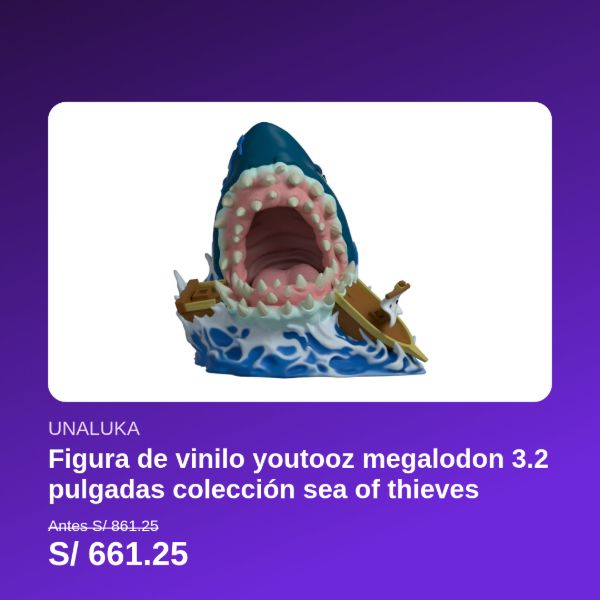 UNALUKA
Figura de vinilo youtooz megalodon 3.2
pulgadas colección sea of thieves
Antes S/ 861.25
S/ 661.25